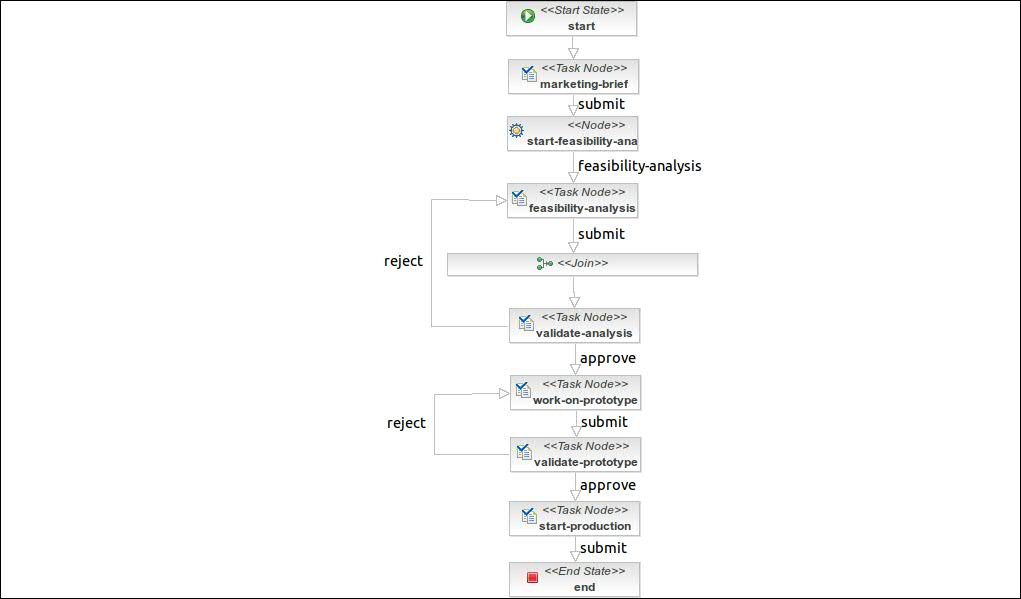 <<Start State>>
start
<<Task Node>>
marketing-brief
submit
<<Node>>
start-feasibility-ana
feasibility-analysis
<<Task Node>>
feasibility-analysis
submit
reject
<<Join>>
<<Task Node>>
validate-analysis
approve
<<Task Node>>
work-on-prototype
reject
submit
<<Task Node>>
validate-prototype
approve
<<Task Node>>
start-production
submit
<<End State>>
end